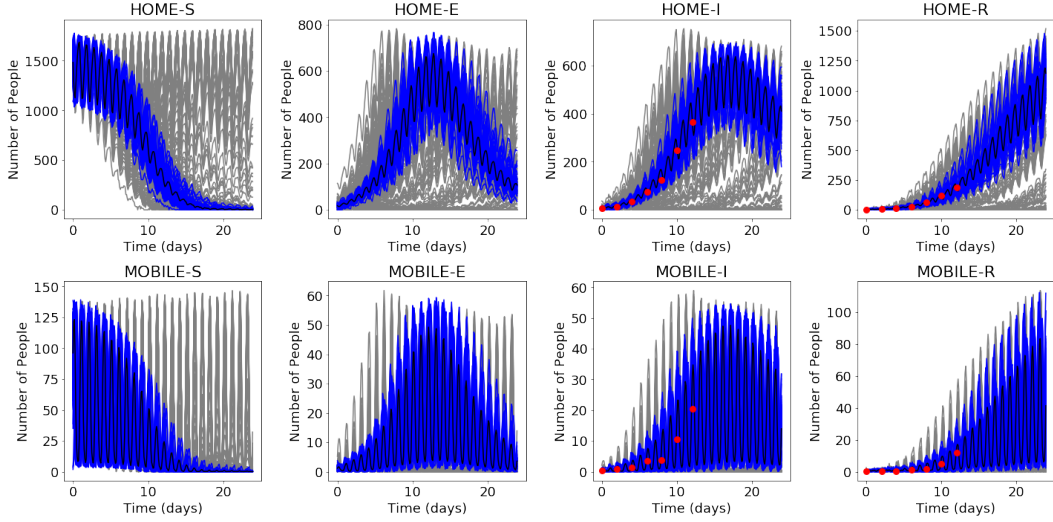 HOME-S
HOME-E
HOME-I
HOME-R
Number of People
1500
1000
500
0
0
10
20
Time (days)
Number of People
800
600
400
200
0
0
10
20
Time (days)
Number of People
600
400
200
0
0
10
20
Time (days)
Number of People
1500
1250
1000
750
500
250
0
0
10
20
Time (days)
MOBILE-S
MOBILE-E
MOBILE-I
MOBILE-R
Number of People
150
125
100
75
50
25
0
0
10
20
Time (days)
Number of People
60
50
40
30
20
10
0
0
10
20
Time (days)
Number of People
60
50
40
30
20
10
0
0
10
20
Time (days)
Number of People
100
80
60
40
20
0
0
10
20
Time (days)